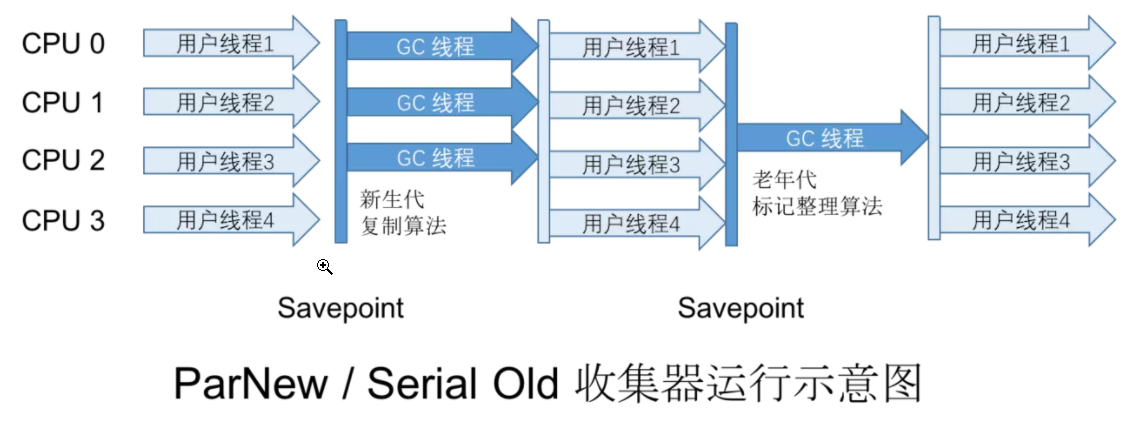 CPU 0 用户线程1 GC 线程 用户线程1 用户线程1
CPU 1 用户线程2 GC 线程 用户线程2 GC 线程 用户线程2
CPU 2 用户线程3 GC 线程 用户线程3 用户线程3
CPU 3 用户线程4 用户线程4 用户线程4
新生代
复制算法
老年代
标记整理算法
Savepoint Savepoint
ParNew / Serial Old 收集器运行示意图